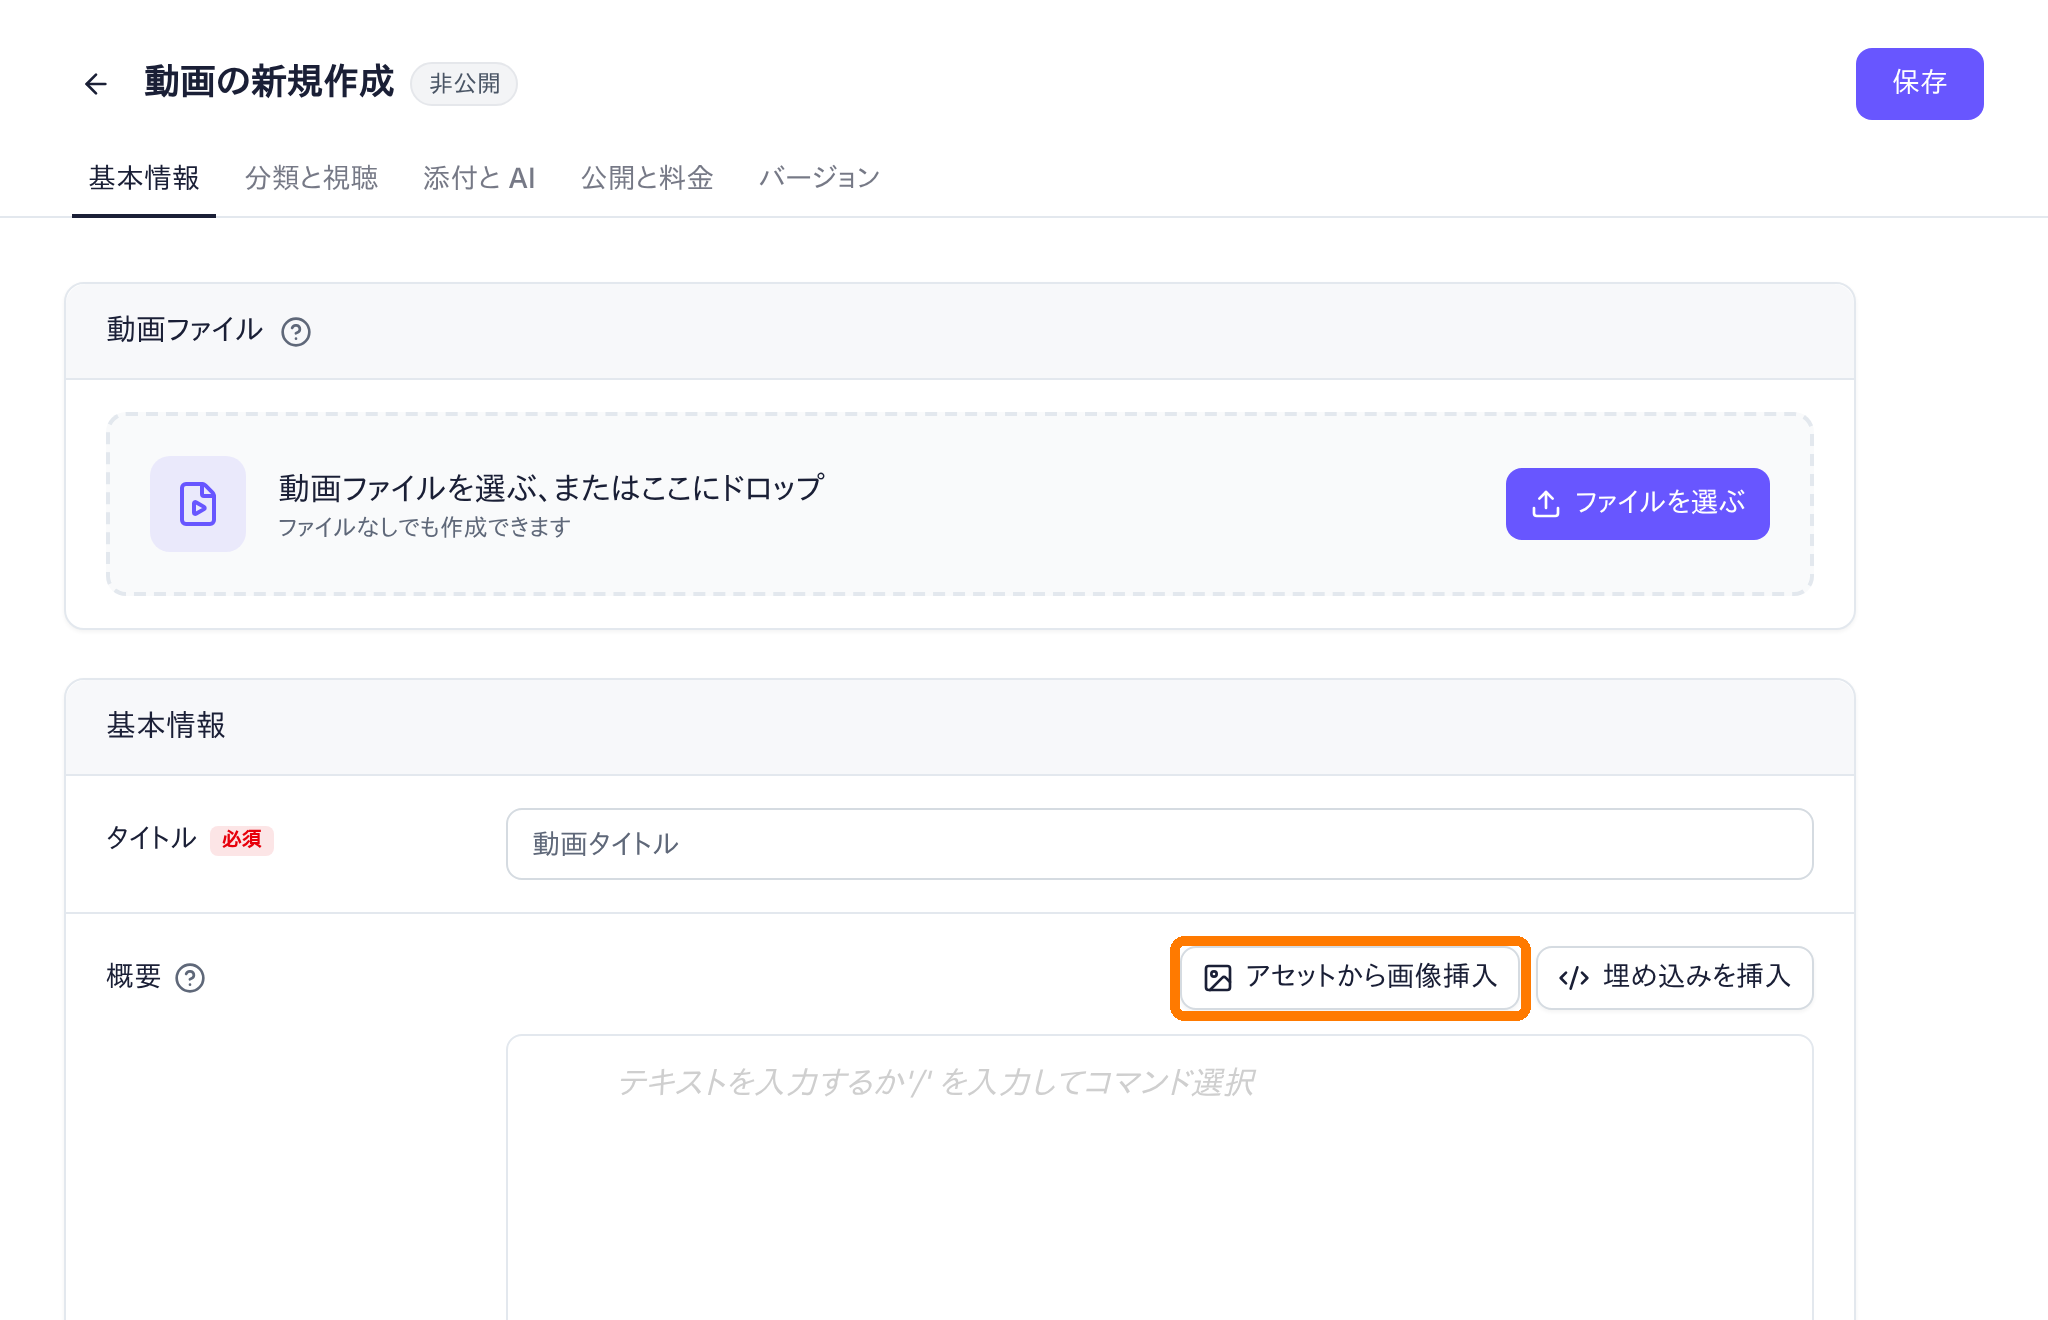 動画の新規作成 非公開 保存
基本情報 分類と視聴 添付と AI 公開と料金 バージョン
動画ファイル ?
動画ファイルを選ぶ、またはここにドロップ
ファイルなしでも作成できます
ファイルを選ぶ
基本情報
タイトル 必須 動画タイトル
概要 ? アセットから画像挿入 </> 埋め込みを挿入
テキストを入力するか'/' を入力してコマンド選択